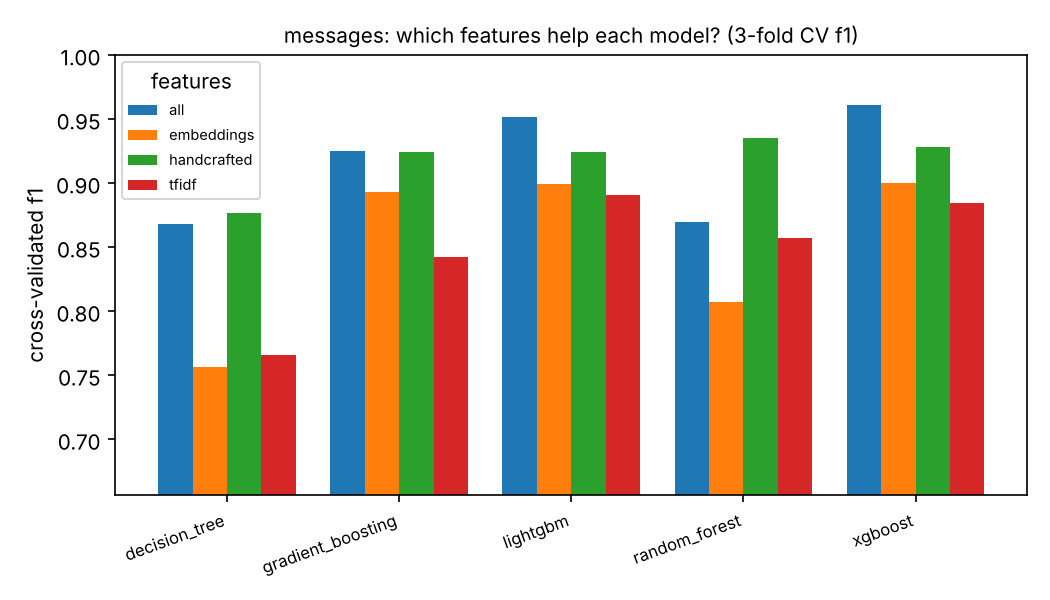 messages: which features help each model? (3-fold CV f1)
features
all
embeddings
handcrafted
tfidf
cross-validated f1
1.00
0.95
0.90
0.85
0.80
0.75
0.70
decision_tree
gradient_boosting
lightgbm
random_forest
xgboost